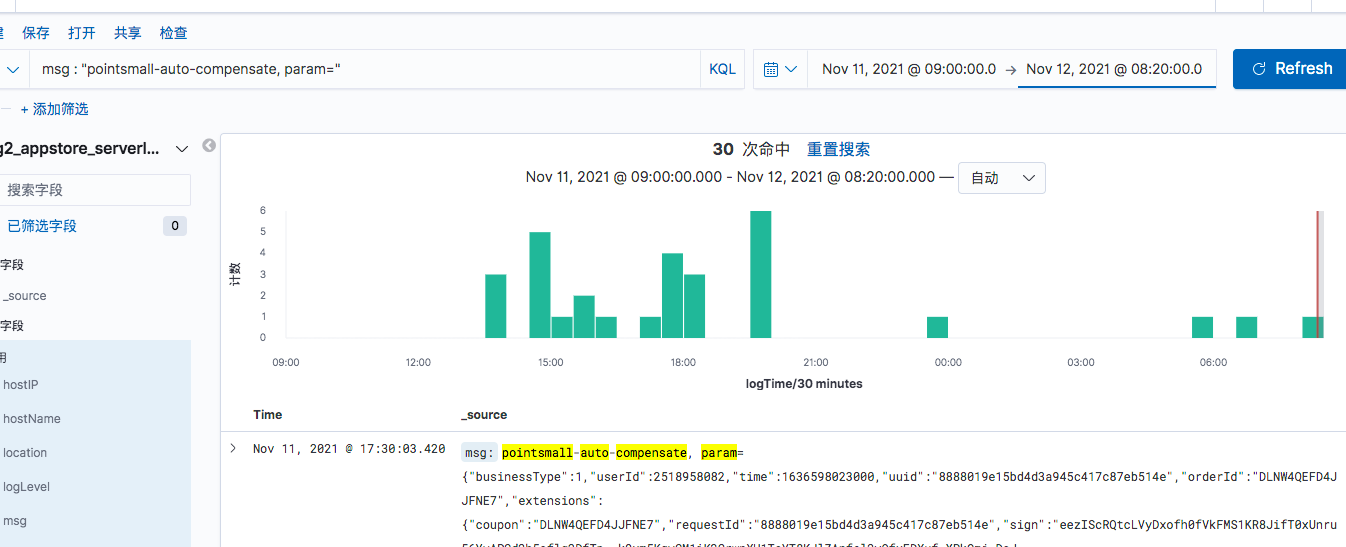 保存 打开 共享 检查
msg : "pointsmall-auto-compensate, param=" KQL Nov 11, 2021 @ 09:00:00.0 → Nov 12, 2021 @ 08:20:00.0 Refresh
+ 添加筛选
g2_appstore_serverl...
搜索字段
已筛选字段 0
字段
_source
字段
用
hostIP
hostName
location
logLevel
msg
30 次命中 重置搜索
Nov 11, 2021 @ 09:00:00.000 - Nov 12, 2021 @ 08:20:00.000 — 自动
计数
6
5
4
3
2
1
0
09:00 12:00 15:00 18:00 21:00 00:00 03:00 06:00
logTime/30 minutes
Time _source
Nov 11, 2021 @ 17:30:03.420 msg: pointsmall-auto-compensate, param=
{"businessType":1,"userId":2518958082,"time":1636598023000,"uuid":"8888019e15bd4d3a945c417c87eb514e","orderId":"DLNW4QEFD4J
JFNE7","extensions":
{"coupon":"DLNW4QEFD4JJFNE7","requestId":"8888019e15bd4d3a945c417c87eb514e","sign":"eezIScRQtcLVyDxofh0fVkFMS1KR8JifT0xUnru